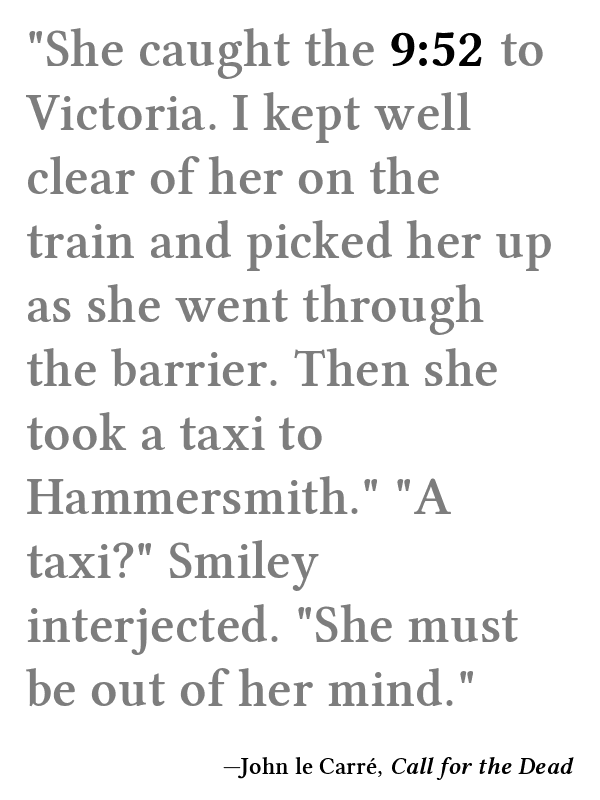 "She caught the 9:52 to
Victoria. I kept well
clear of her on the
train and picked her up
as she went through
the barrier. Then she
took a taxi to
Hammersmith." "A
taxi?" Smiley
interjected. "She must
be out of her mind."
—John le Carré, Call for the Dead